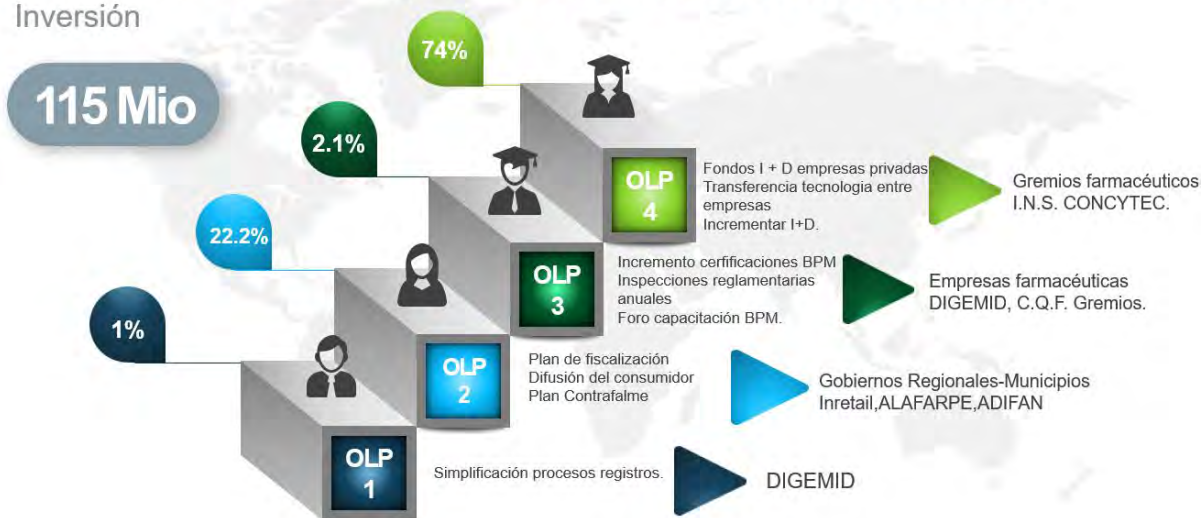 Inversión
115 Mio
74%
OLP
4
Fondos I + D empresas privadas
Transferencia tecnologia entre
empresas
Incrementar I+D.
Gremios farmacéuticos
I.N.S. CONCYTEC.
2.1%
OLP
3
Incremento cerfificaciones BPM
Inspecciones reglamentarias
anuales
Foro capacitación BPM.
Empresas farmacéuticas
DIGEMID, C.Q.F. Gremios.
22.2%
OLP
2
Plan de fiscalización
Difusión del consumidor
Plan Contrafalme
Gobiernos Regionales-Municipios
Inretail,ALAFARPE,ADIFAN
1%
OLP
1
Simplificación procesos registros.
DIGEMID